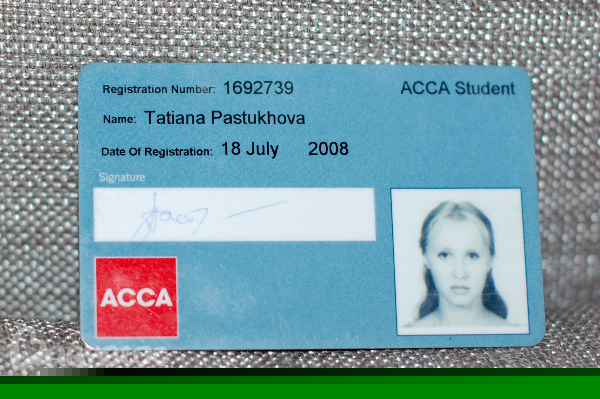 Registration Number: 1692739
ACCA Student
Name: Tatiana Pastukhova
Date Of Registration: 18 July 2008
Signature
ACCA